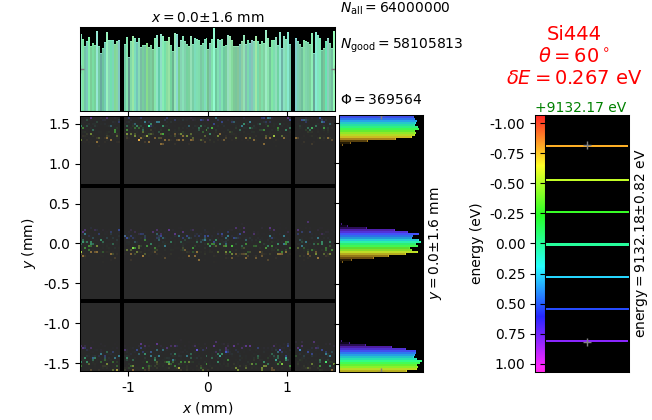 x = 0.0±1.6 mm
N_all = 64000000
N_good = 58105813
Φ = 369564
Si444
θ = 60°
δE = 0.267 eV
+9132.17 eV
y (mm)
1.5
1.0
0.5
0.0
-0.5
-1.0
-1.5
-1
0
1
x (mm)
y = 0.0±1.6 mm
energy (eV)
-1.00
-0.75
-0.50
-0.25
0.00
0.25
0.50
0.75
1.00
energy = 9132.18±0.82 eV